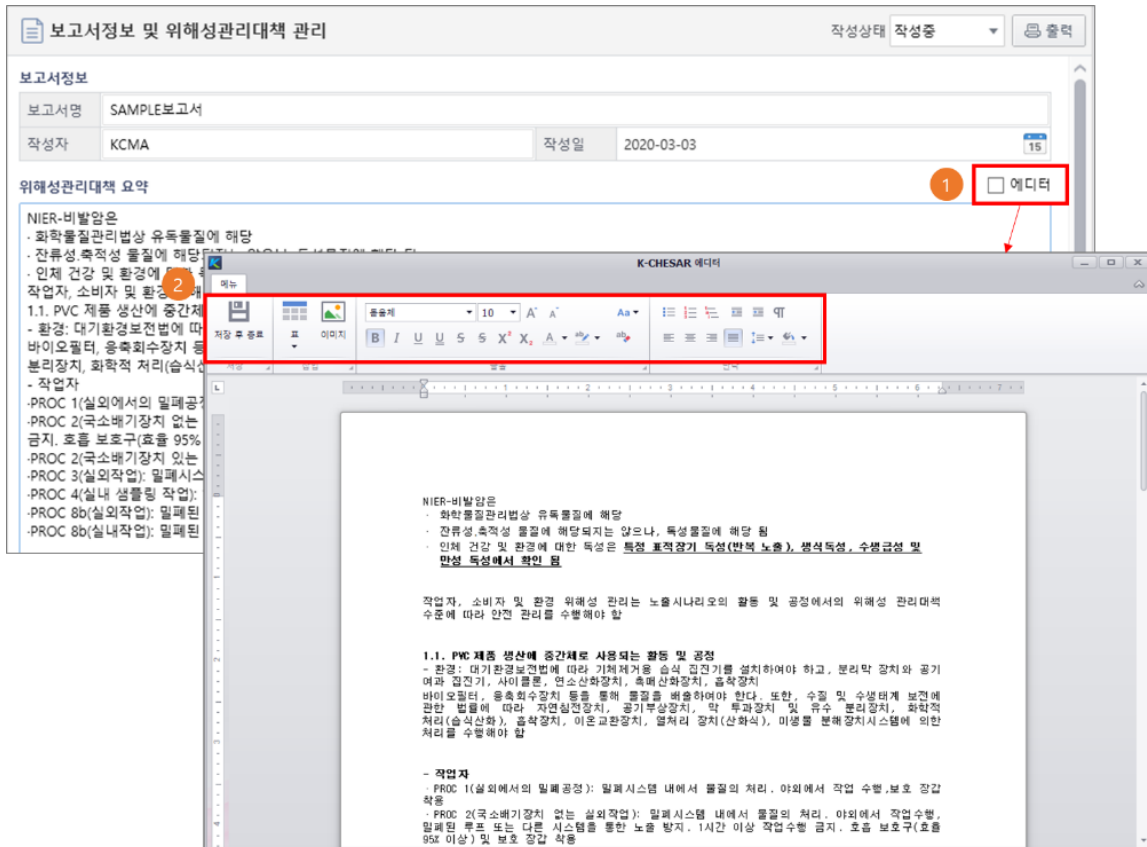 보고서정보 및 위해성관리대책 관리
작성상태 작성중 출력
보고서정보
보고서명 SAMPLE보고서
작성자 KCMA 작성일 2020-03-03 15
위해성관리대책 요약 1 에디터
NIER-비발암은
· 화학물질관리법상 유독물질에 해당
· 잔류성.축적성 물질에 해당
· 인체 건강 및 환경에
작업자, 소비자 및 환경
1.1. PVC 제품 생산에 중간체
- 환경: 대기환경보전법에 따
바이오필터, 응축회수장치 등
분리장치, 화학적 처리(습식산
- 작업자
·PROC 1(실외에서의 밀폐공정
·PROC 2(국소배기장치 없는
금지. 호흡 보호구(효율 95%
·PROC 2(국소배기장치 있는
·PROC 3(실외작업): 밀폐시스
·PROC 4(실내 샘플링 작업):
·PROC 8b(실외작업): 밀폐된
·PROC 8b(실내작업): 밀폐된
K-CHESAR 에디터
2 메뉴
저장 후 종료 표 이미지 돋움체 10
NIER-비발암은
· 화학물질관리법상 유독물질에 해당
· 잔류성.축적성 물질에 해당되지는 않으나, 독성물질에 해당 됨
· 인체 건강 및 환경에 대한 독성은 특정 표적장기 독성(반복 노출), 생식독성, 수생급성 및
만성 독성에서 확인 됨
작업자, 소비자 및 환경 위해성 관리는 노출시나리오의 활동 및 공정에서의 위해성 관리대책
수준에 따라 안전 관리를 수행해야 함
1.1. PVC 제품 생산에 중간체로 사용되는 활동 및 공정
- 환경: 대기환경보전법에 따라 기체제거용 습식 집진기를 설치하여야 하고, 분리막 장치와 공기
여과 집진기, 사이클론, 연소산화장치, 촉매산화장치, 흡착장치
바이오필터, 응축회수장치 등을 통해 물질을 배출하여야 한다. 또한, 수질 및 수생태계 보전에
관한 법률에 따라 자연침전장치, 공기부상장치, 막 투과장치 및 유수 분리장치, 화학적
처리(습식산화), 흡착장치, 이온교환장치, 열처리 장치(산화식), 미생물 분해장치시스템에 의한
처리를 수행해야 함
- 작업자
· PROC 1(실외에서의 밀폐공정): 밀폐시스템 내에서 물질의 처리. 야외에서 작업 수행,보호 장갑
착용
· PROC 2(국소배기장치 없는 실외작업): 밀폐시스템 내에서 물질의 처리. 야외에서 작업수행,
밀폐된 루프 또는 다른 시스템을 통한 노출 방지. 1시간 이상 작업수행 금지. 호흡 보호구(효율
95% 이상) 및 보호 장갑 착용